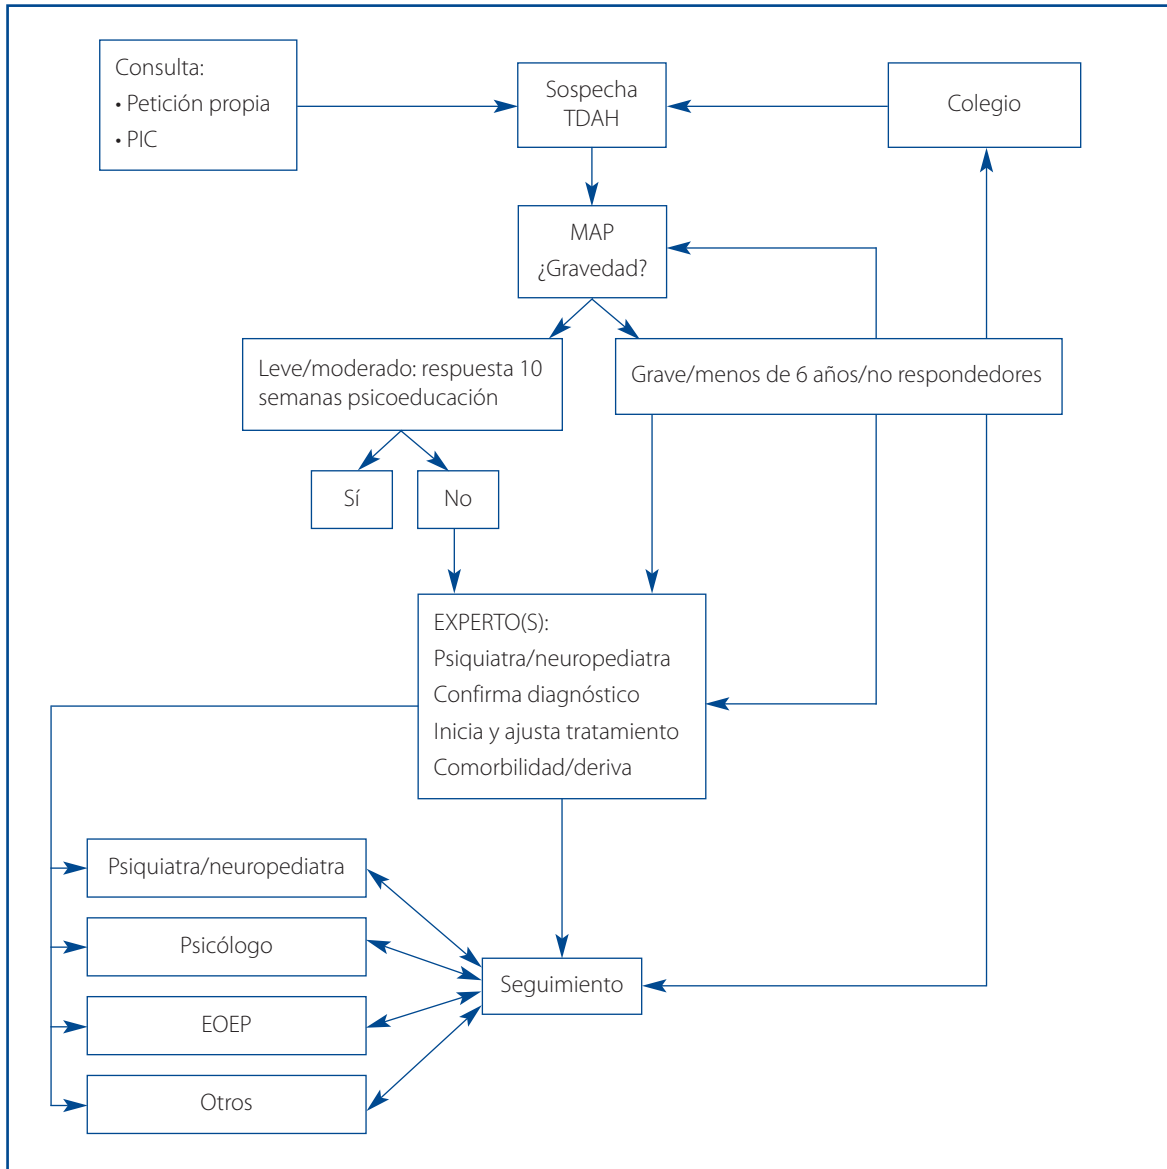 Consulta:
• Petición propia
• PIC
Sospecha
TDAH
Colegio
MAP
¿Gravedad?
Leve/moderado: respuesta 10
semanas psicoeducación
Grave/menos de 6 años/no respondedores
Sí
No
EXPERTO(S):
Psiquiatra/neuropediatra
Confirma diagnóstico
Inicia y ajusta tratamiento
Comorbilidad/deriva
Psiquiatra/neuropediatra
Psicólogo
EOEP
Otros
Seguimiento